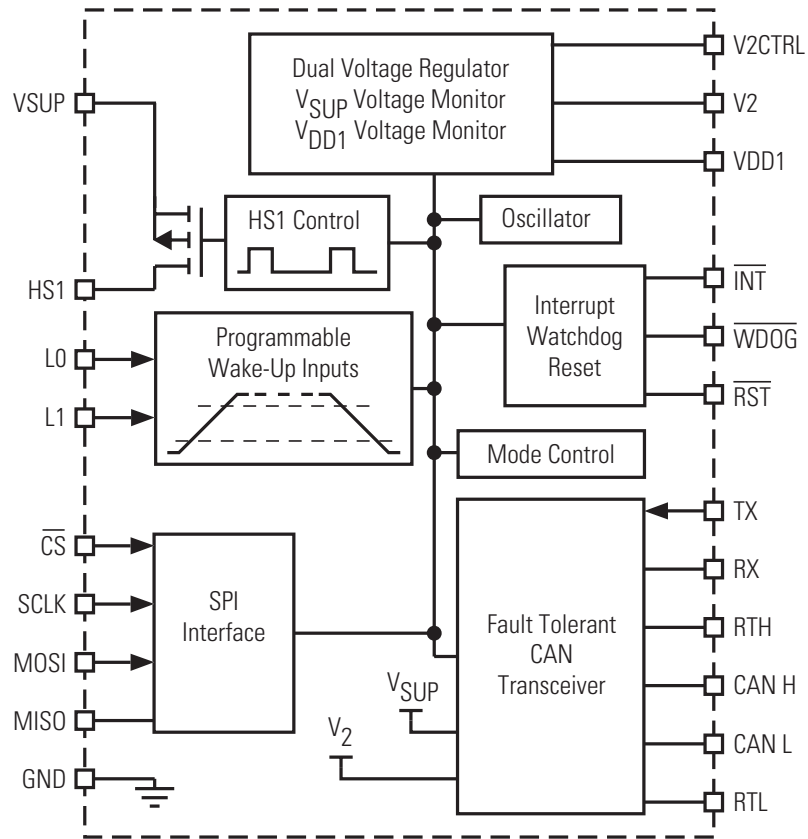 Dual Voltage Regulator
VSUP Voltage Monitor
VDD1 Voltage Monitor
V2CTRL
V2
VDD1
VSUP
HS1
HS1 Control
Oscillator
Interrupt
Watchdog
Reset
INT
WDOG
RST
L0
L1
Programmable
Wake-Up Inputs
Mode Control
CS
SCLK
MOSI
MISO
GND
SPI
Interface
VSUP
V2
Fault Tolerant
CAN
Transceiver
TX
RX
RTH
CAN H
CAN L
RTL